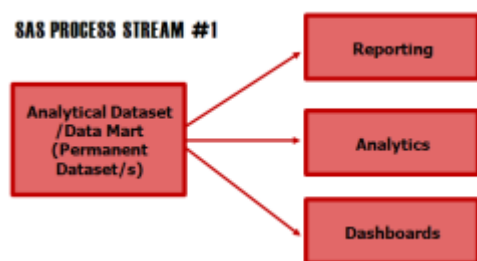 SAS PROCESS STREAM #1
Reporting
Analytical Dataset
/Data Mart
(Permanent
Dataset/s)
Analytics
Dashboards